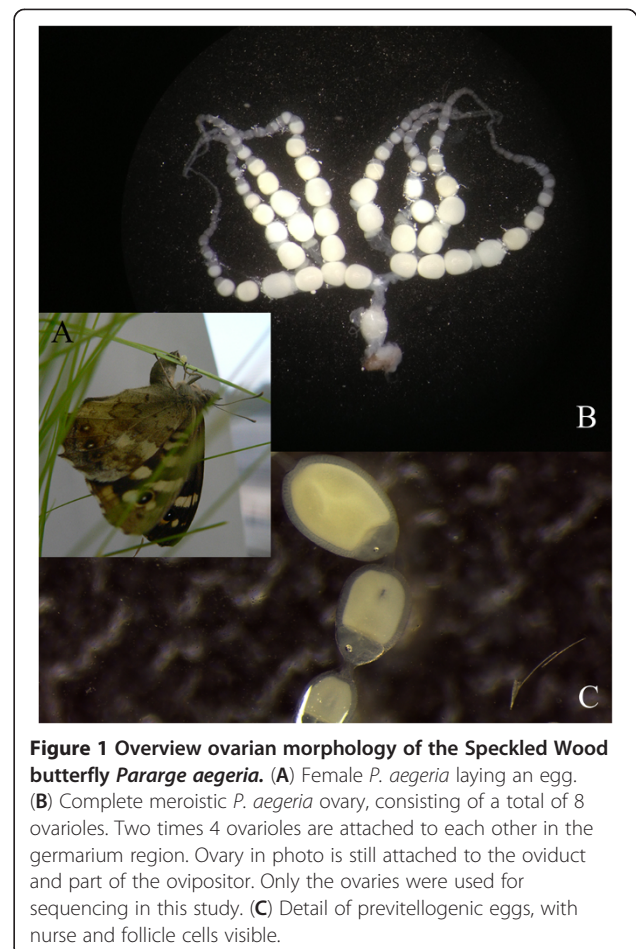 A
B
C
Figure 1 Overview ovarian morphology of the Speckled Wood
butterfly Pararge aegeria. (A) Female P. aegeria laying an egg.
(B) Complete meroistic P. aegeria ovary, consisting of a total of 8
ovarioles. Two times 4 ovarioles are attached to each other in the
germarium region. Ovary in photo is still attached to the oviduct
and part of the ovipositor. Only the ovaries were used for
sequencing in this study. (C) Detail of previtellogenic eggs, with
nurse and follicle cells visible.